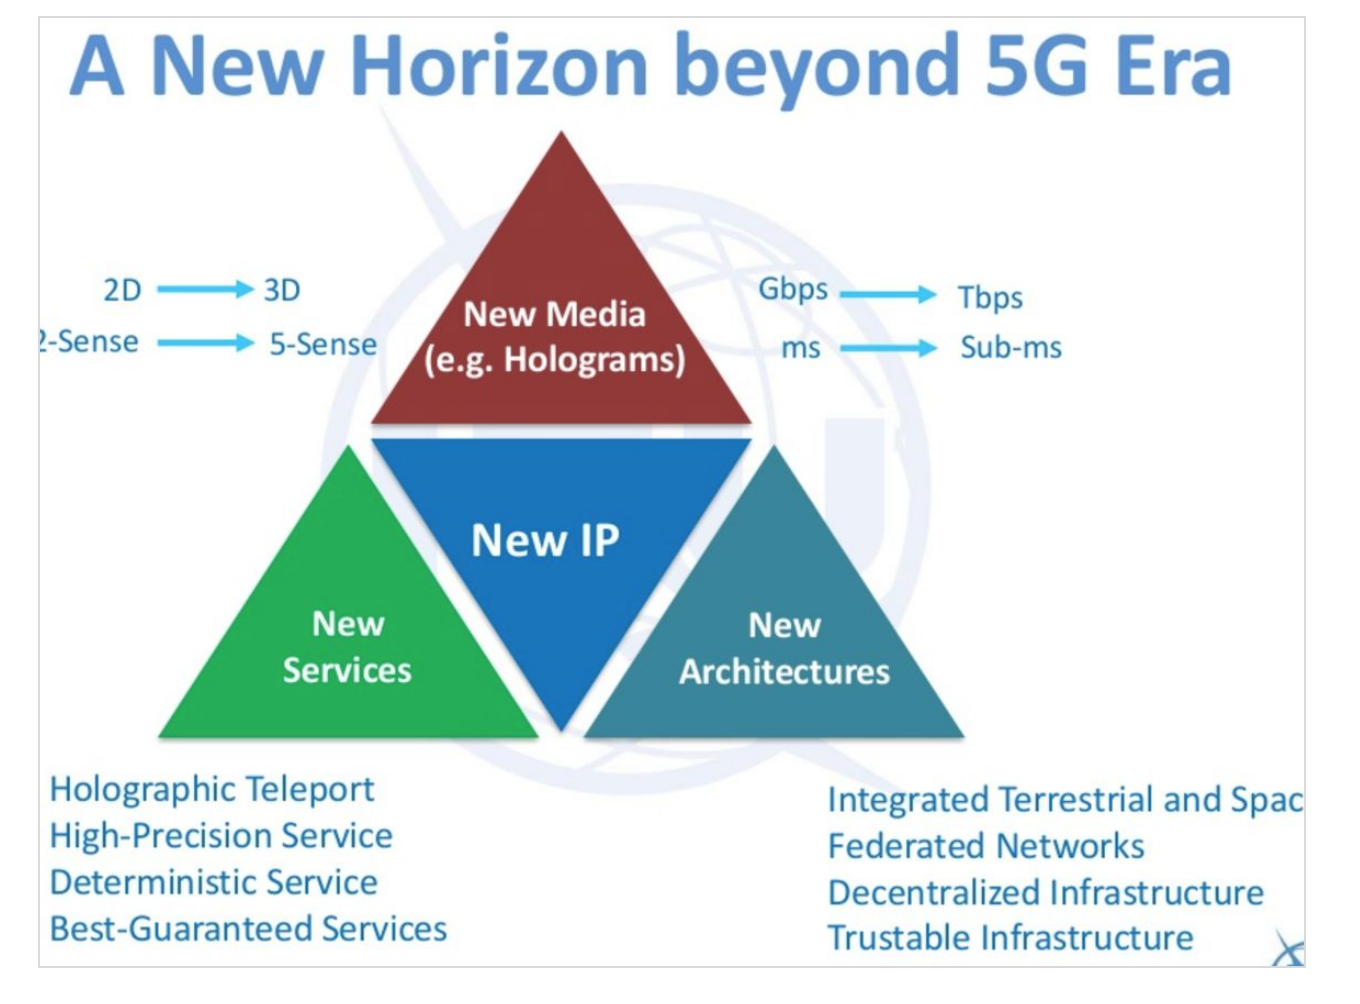 A New Horizon beyond 5G Era
2D
3D
2-Sense
5-Sense
Gbps
Tbps
ms
Sub-ms
New Media
(e.g. Holograms)
New IP
New
Services
New
Architectures
Holographic Teleport
High-Precision Service
Deterministic Service
Best-Guaranteed Services
Integrated Terrestrial and Spac
Federated Networks
Decentralized Infrastructure
Trustable Infrastructure